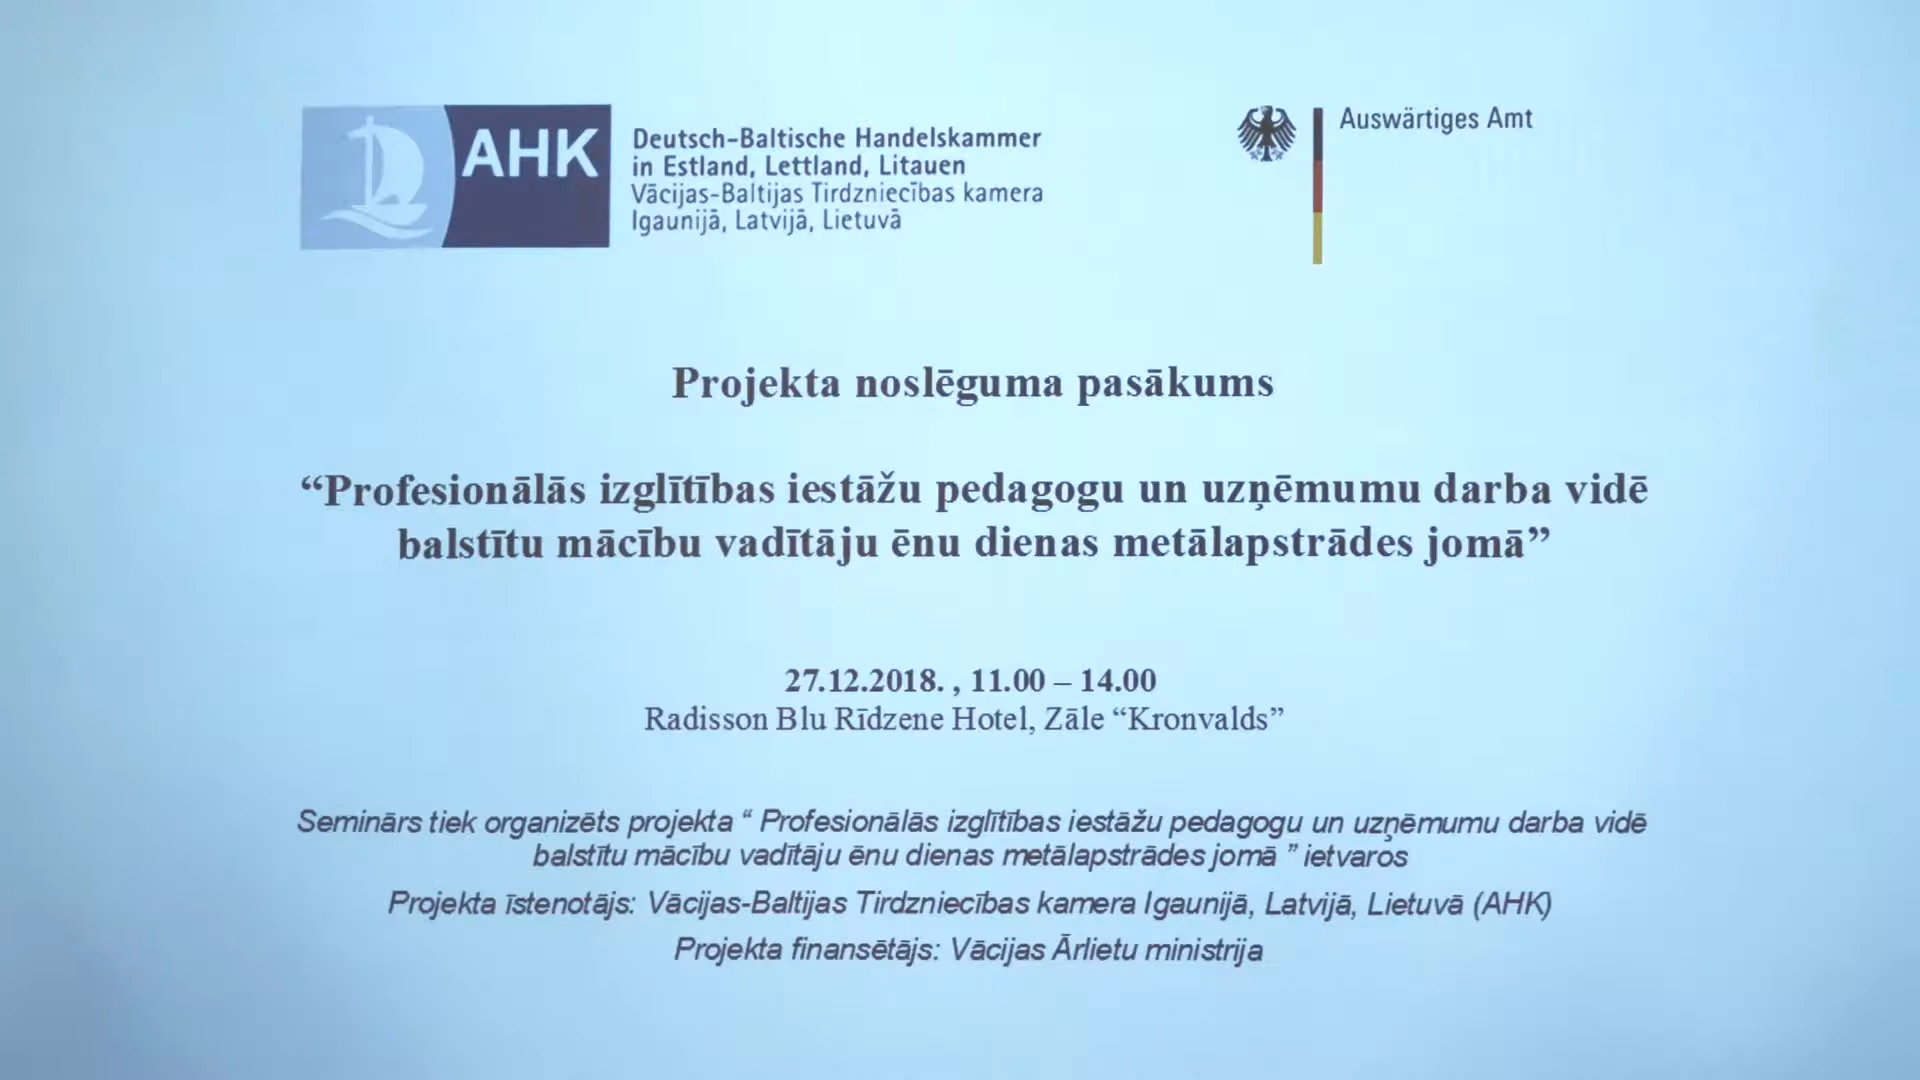 AHK
Deutsch-Baltische Handelskammer
in Estland, Lettland, Litauen
Vācijas-Baltijas Tirdzniecības kamera
Igaunijā, Latvijā, Lietuvā
Auswärtiges Amt
Projekta noslēguma pasākums
“Profesionālās izglītības iestāžu pedagogu un uzņēmumu darba vidē
balstītu mācību vadītāju ēnu dienas metālapstrādes jomā”
27.12.2018. , 11.00 – 14.00
Radisson Blu Rīdzene Hotel, Zāle “Kronvalds”
Seminārs tiek organizēts projekta “ Profesionālās izglītības iestāžu pedagogu un uzņēmumu darba vidē
balstītu mācību vadītāju ēnu dienas metālapstrādes jomā ” ietvaros
Projekta īstenotājs: Vācijas-Baltijas Tirdzniecības kamera Igaunijā, Latvijā, Lietuvā (AHK)
Projekta finansētājs: Vācijas Ārlietu ministrija